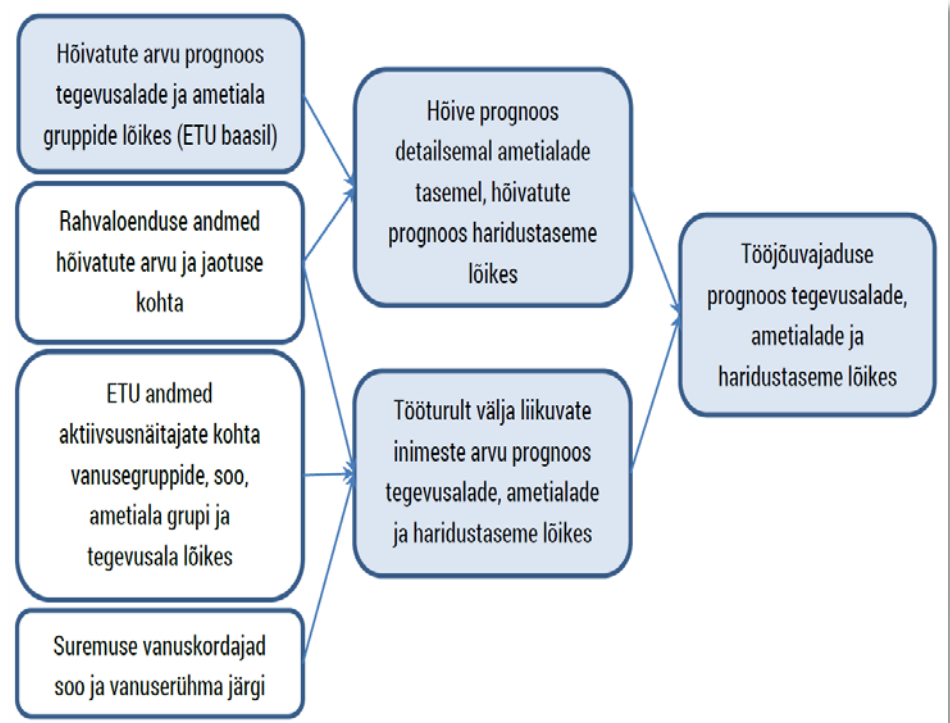 Hõivatute arvu prognoos
tegevusalade ja ametiala
gruppide lõikes (ETU baasil)
Rahvaloenduse andmed
hõivatute arvu ja jaotuse
kohta
ETU andmed
aktiivsusnäitajate kohta
vanusegruppide, soo,
ametiala grupi ja
tegevusala lõikes
Suremuse vanuskordajad
soo ja vanuserühma järgi
Hõive prognoos
detailsemal ametialade
tasemel, hõivatute
prognoos haridustaseme
lõikes
Tööturult välja liikuvate
inimeste arvu prognoos
tegevusalade, ametialade
ja haridustaseme lõikes
Tööjõuvajaduse
prognoos tegevusalade,
ametialade ja
haridustaseme lõikes